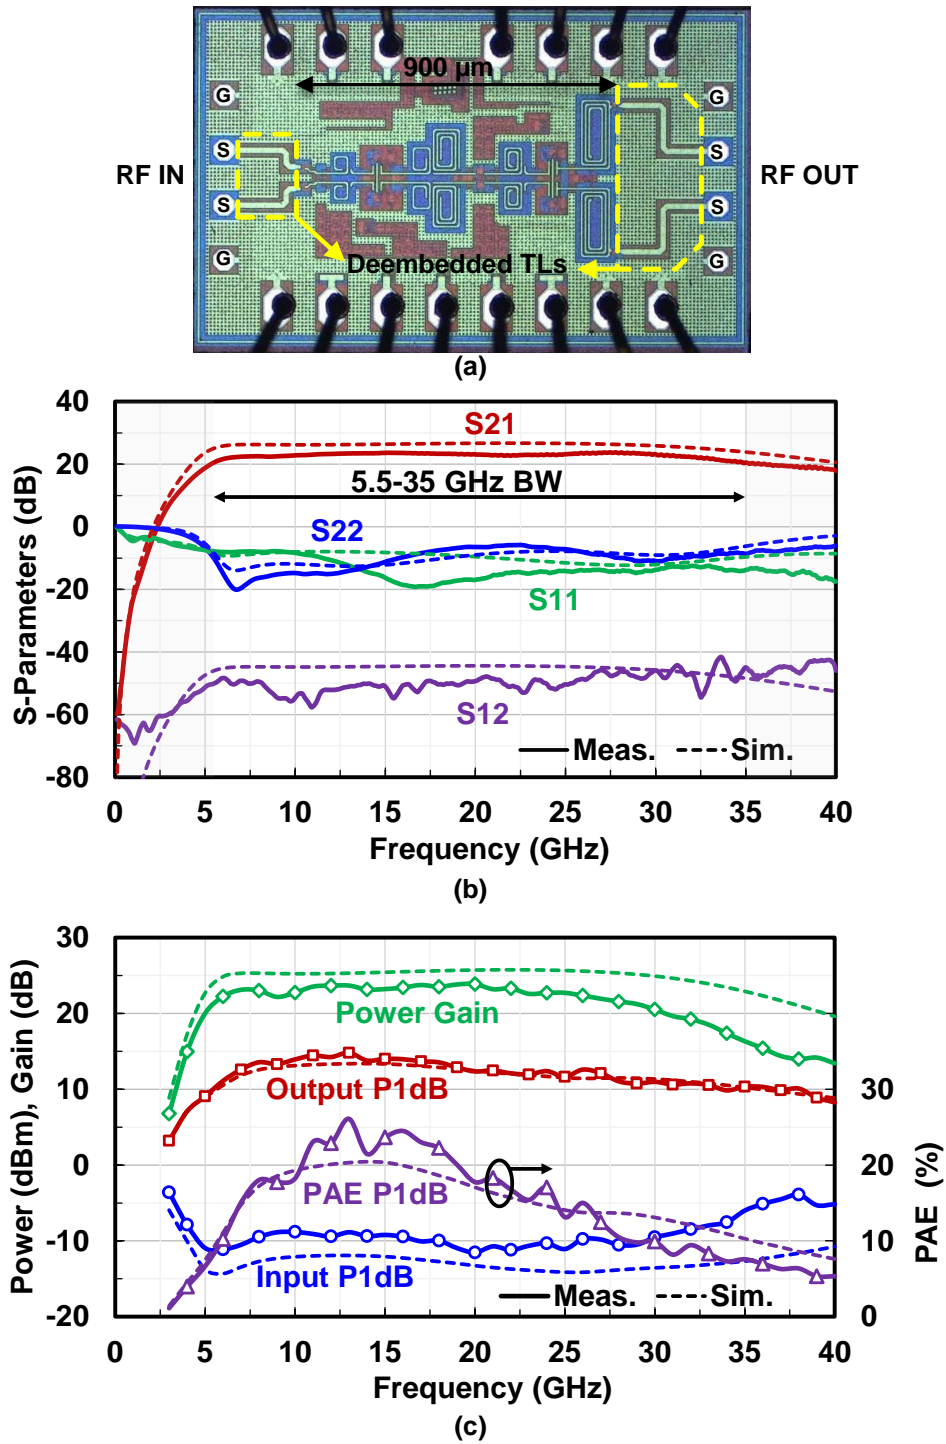 900 µm
G G
S S
RF IN RF OUT
S S
G G
Deembedded TLs
(a)
40
S21
20
5.5-35 GHz BW
0
S22
-20
S11
-40
S12
-60
Meas. Sim.
-80
0 5 10 15 20 25 30 35 40
S-Parameters (dB)
Frequency (GHz)
(b)
30
20
Power Gain
10 30
Output P1dB
0 20
PAE P1dB
-10 10
Input P1dB
Meas. Sim.
-20 0
0 5 10 15 20 25 30 35 40
Power (dBm), Gain (dB)
PAE (%)
Frequency (GHz)
(c)